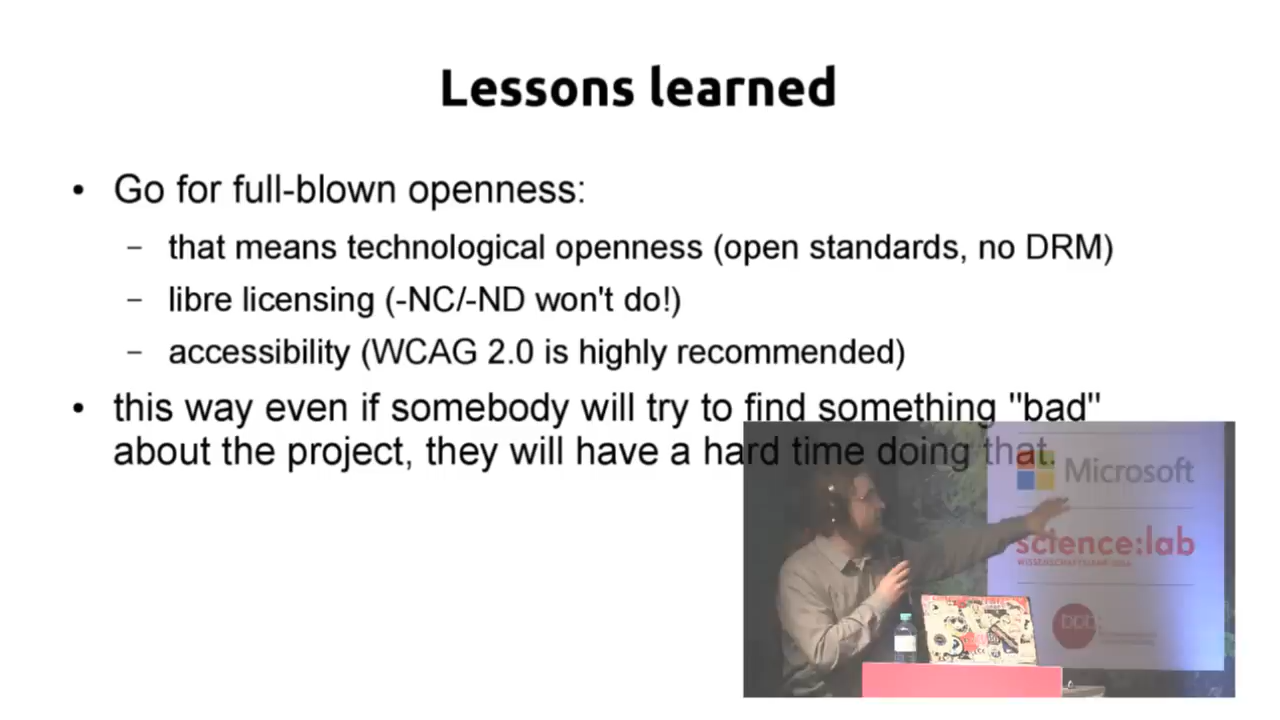 Lessons learned
• Go for full-blown openness:
– that means technological openness (open standards, no DRM)
– libre licensing (-NC/-ND won't do!)
– accessibility (WCAG 2.0 is highly recommended)
• this way even if somebody will try to find something "bad"
about the project, they will have a hard time doing that.
Microsoft
science:lab